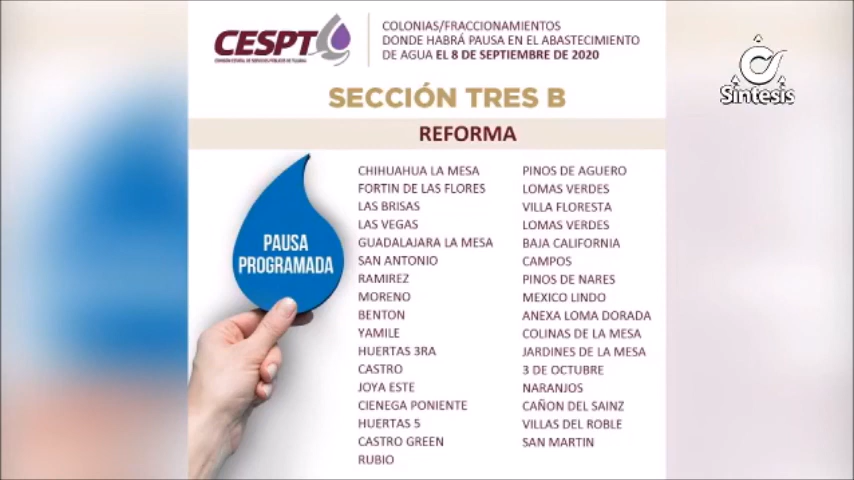 CESPT
COMISIÓN ESTATAL DE SERVICIOS PÚBLICOS DE TIJUANA
COLONIAS/FRACCIONAMIENTOS
DONDE HABRÁ PAUSA EN EL ABASTECIMIENTO
DE AGUA EL 8 DE SEPTIEMBRE DE 2020
Síntesis
SECCIÓN TRES B
REFORMA
PAUSA
PROGRAMADA
CHIHUAHUA LA MESA
FORTIN DE LAS FLORES
LAS BRISAS
LAS VEGAS
GUADALAJARA LA MESA
SAN ANTONIO
RAMIREZ
MORENO
BENTON
YAMILE
HUERTAS 3RA
CASTRO
JOYA ESTE
CIENEGA PONIENTE
HUERTAS 5
CASTRO GREEN
RUBIO
PINOS DE AGUERO
LOMAS VERDES
VILLA FLORESTA
LOMAS VERDES
BAJA CALIFORNIA
CAMPOS
PINOS DE NARES
MEXICO LINDO
ANEXA LOMA DORADA
COLINAS DE LA MESA
JARDINES DE LA MESA
3 DE OCTUBRE
NARANJOS
CAÑON DEL SAINZ
VILLAS DEL ROBLE
SAN MARTIN